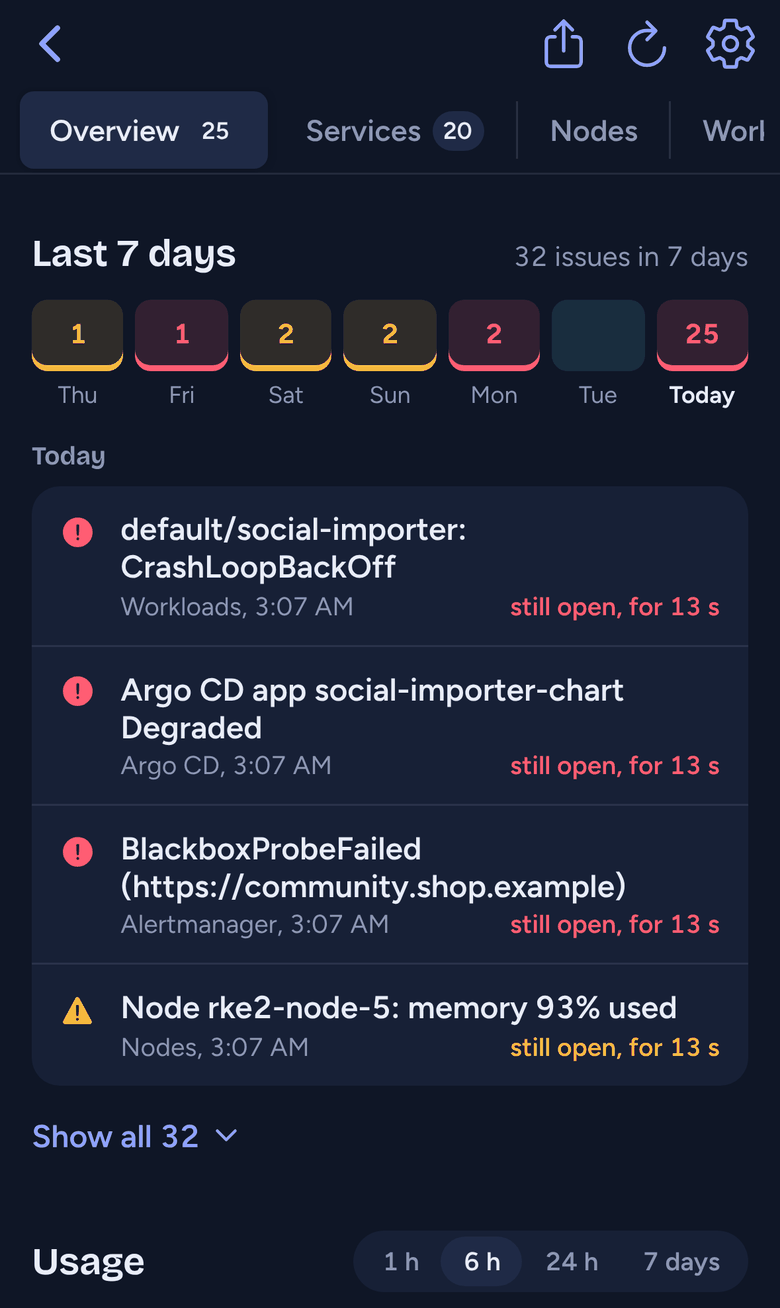 Overview 25 Services 20 Nodes Work
Last 7 days 32 issues in 7 days
1 1 2 2 2 25
Thu Fri Sat Sun Mon Tue Today
Today
default/social-importer:
CrashLoopBackOff
Workloads, 3:07 AM still open, for 13 s
Argo CD app social-importer-chart
Degraded
Argo CD, 3:07 AM still open, for 13 s
BlackboxProbeFailed
(https://community.shop.example)
Alertmanager, 3:07 AM still open, for 13 s
Node rke2-node-5: memory 93% used
Nodes, 3:07 AM still open, for 13 s
Show all 32
Usage 1 h 6 h 24 h 7 days